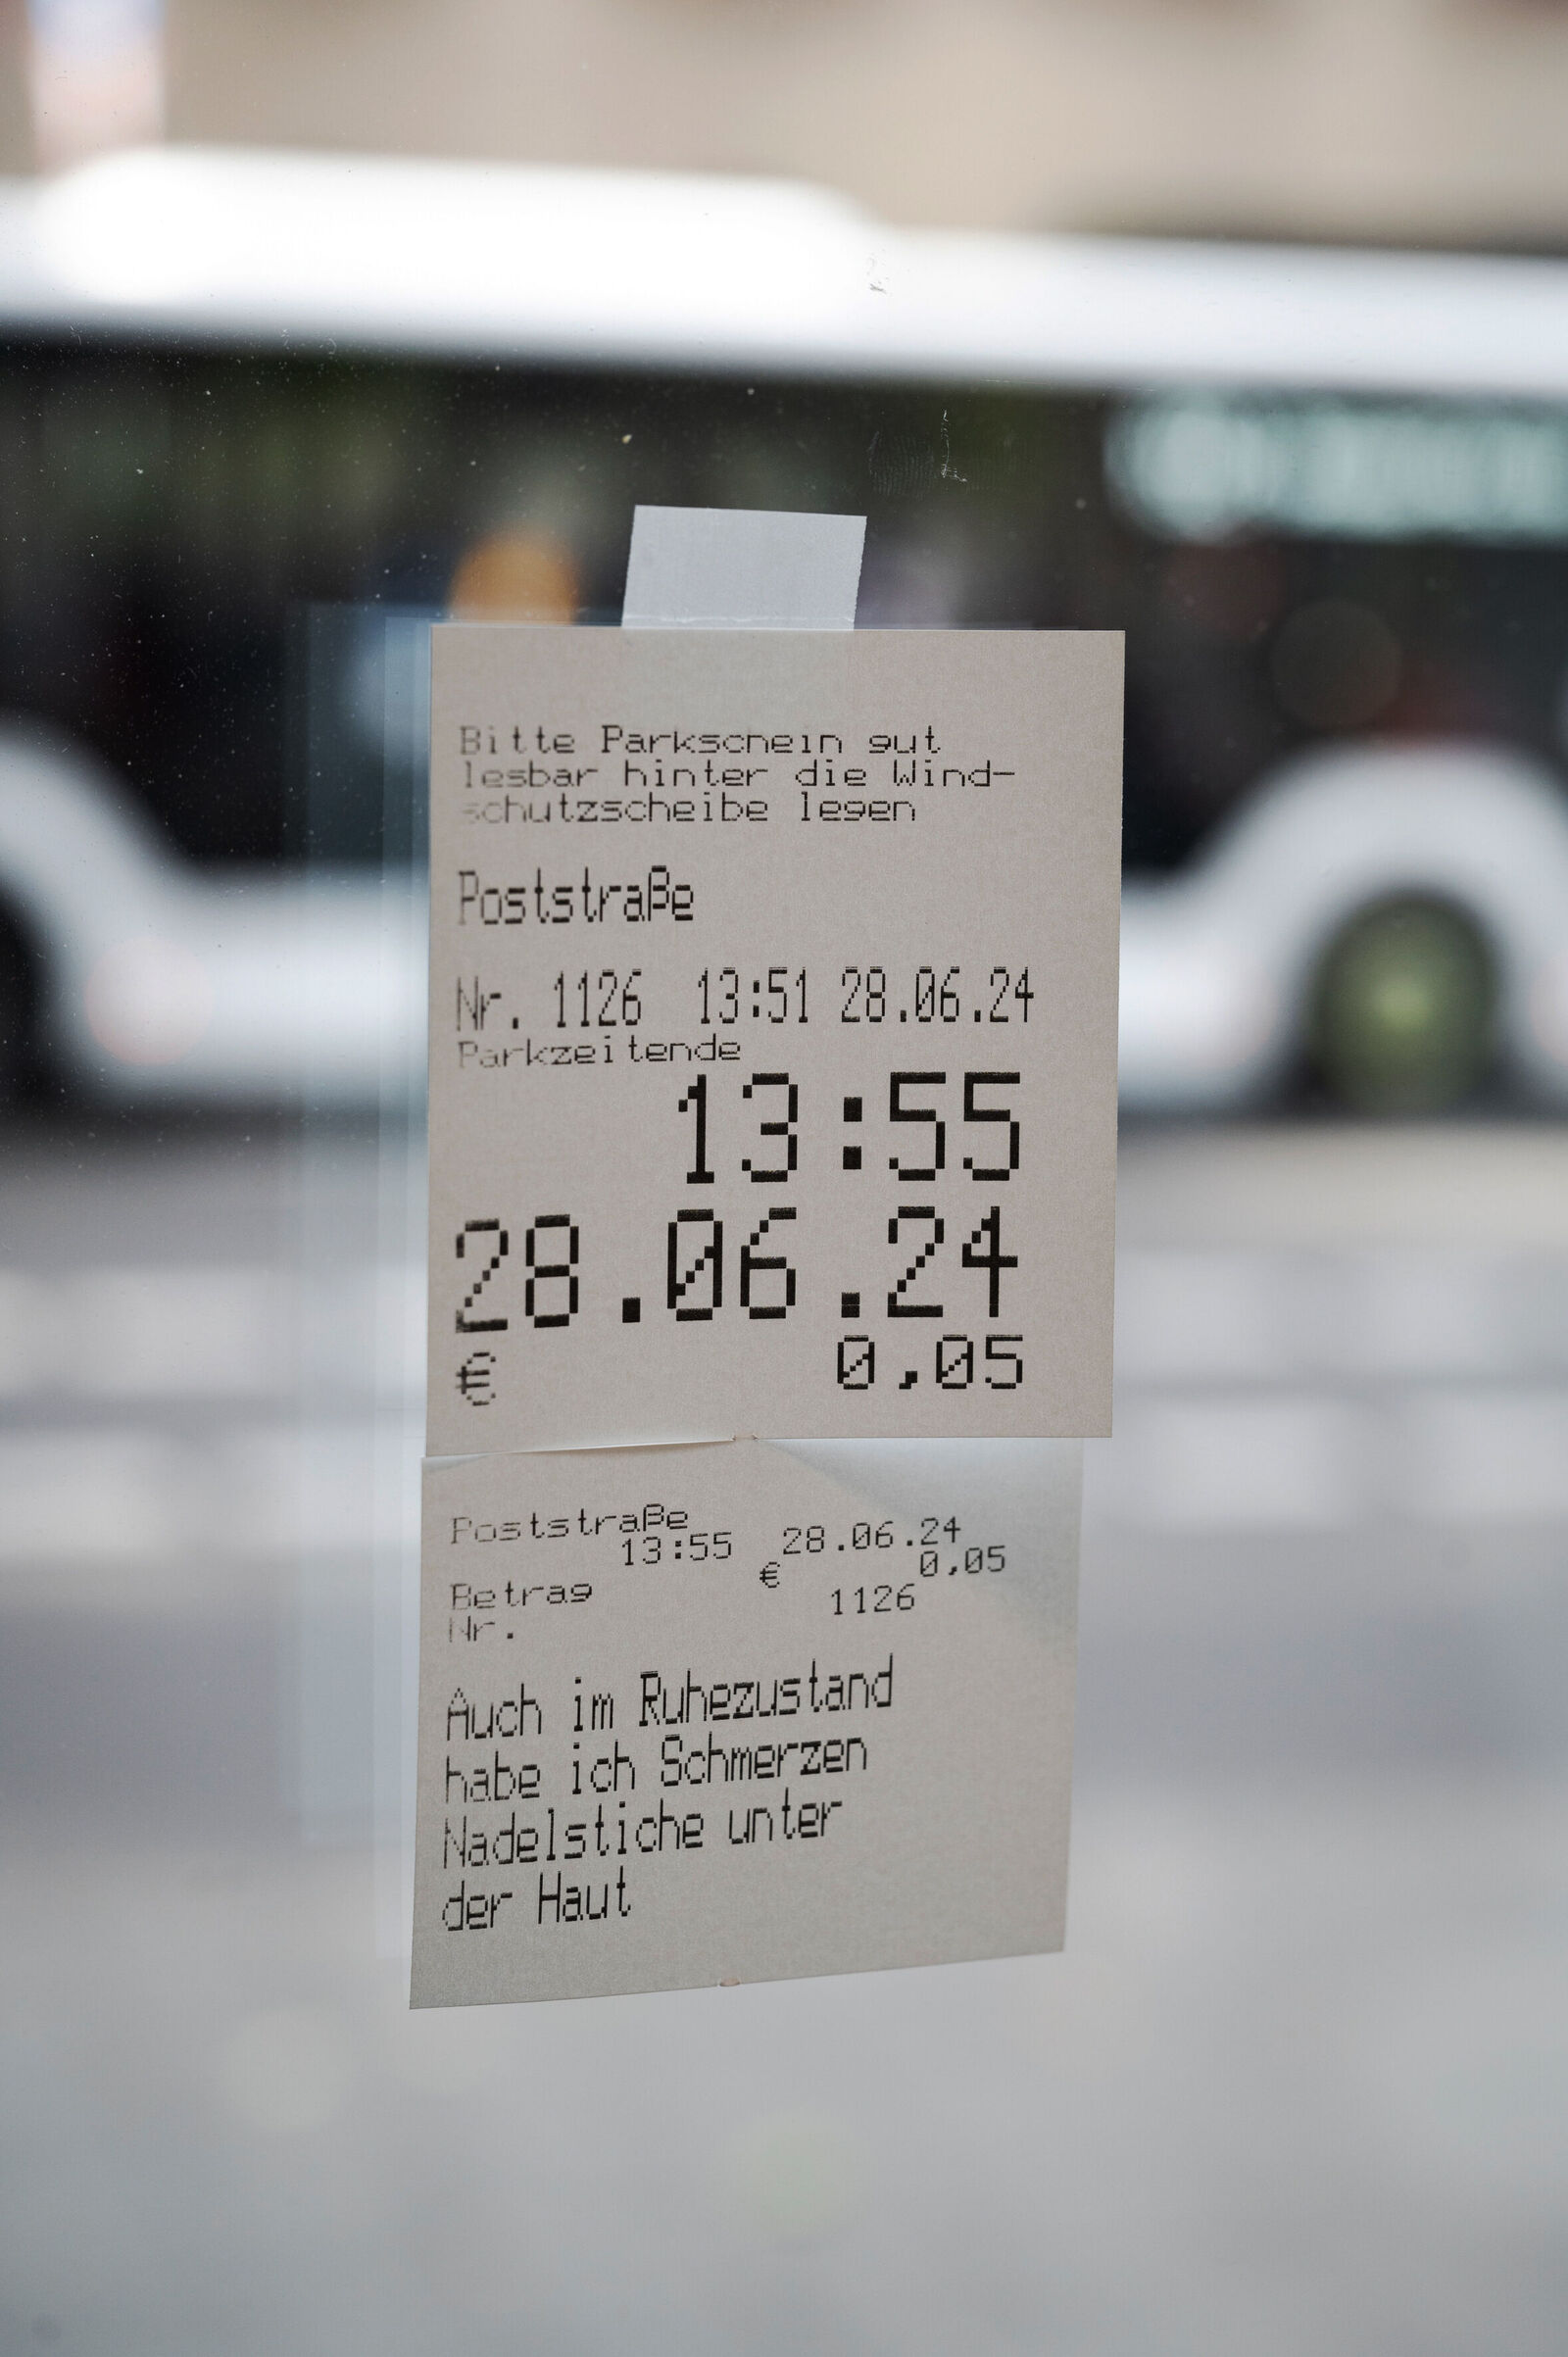 Bitte Parkschein gut
lesbar hinter die Wind-
schutzscheibe legen
Poststraße
Nr. 1126 13:51 28.06.24
Parkzeitende
13:55
28.06.24
€ 0,05
Poststraße
13:55 28.06.24
Betrag € 0,05
Nr. 1126
Auch im Ruhezustand
habe ich Schmerzen
Nadelstiche unter
der Haut